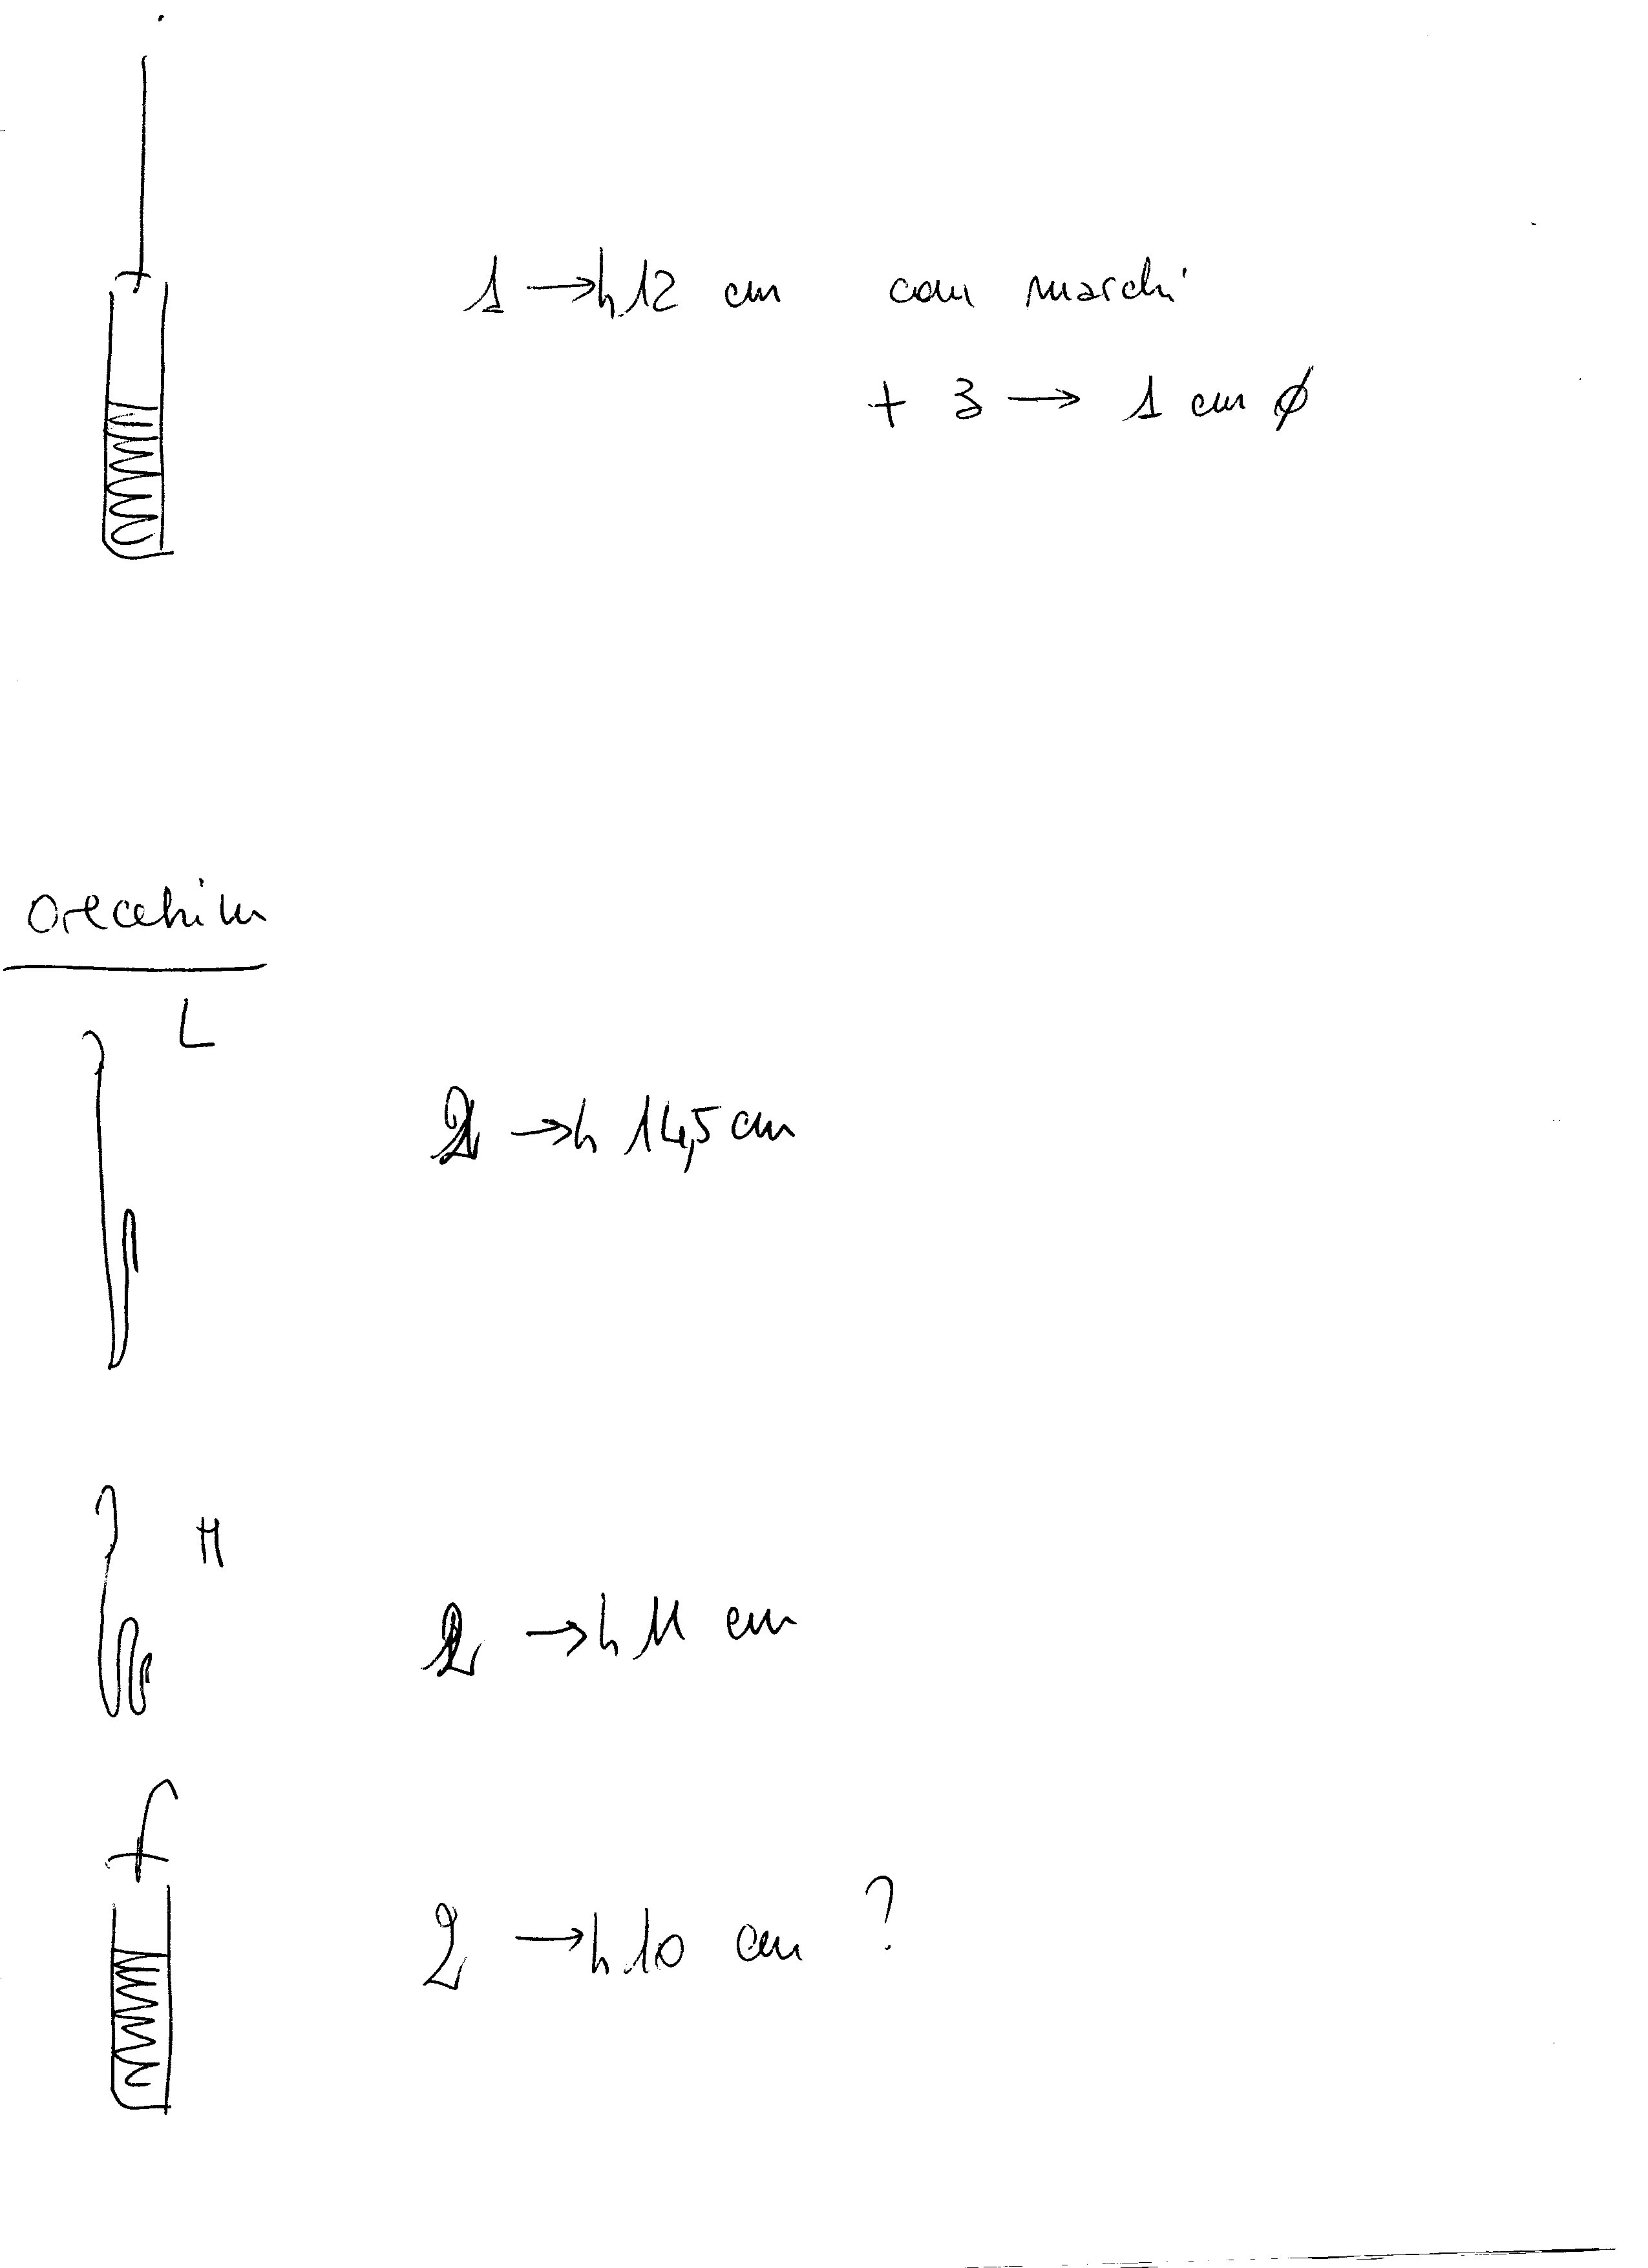 1 → h 12 cm con marchi
+ 3 → 1 cm ø
Orecchini
L
2 → h 14,5 cm
M
2 → h 11 cm
2 → h 10 cm ?